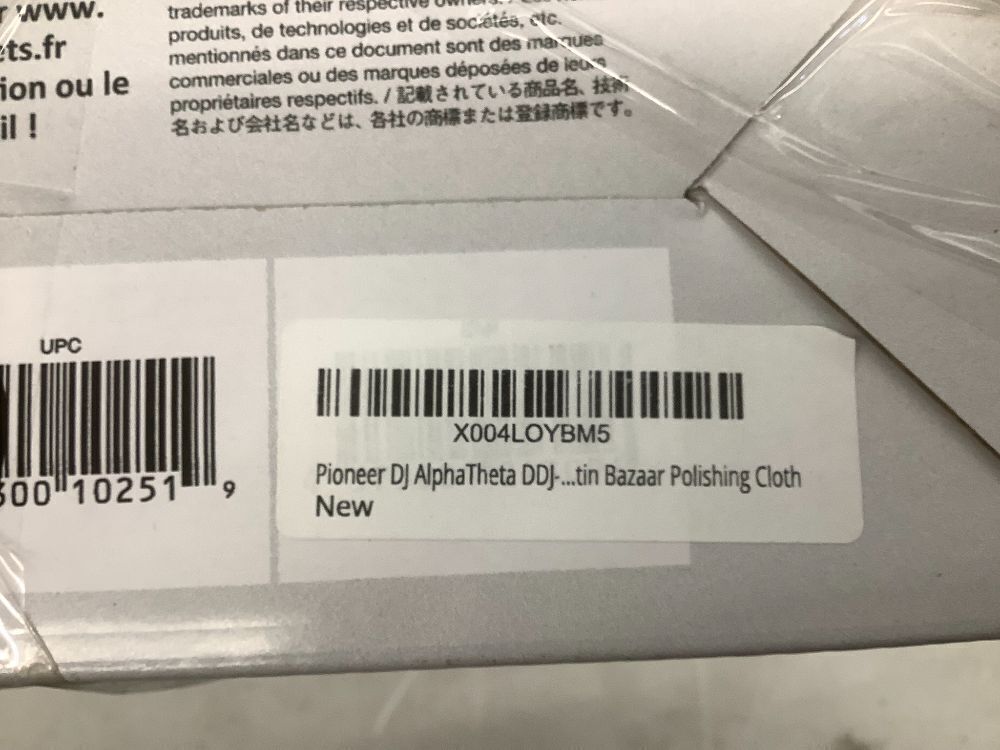 r www.
ets.fr
ion ou le
il !
trademarks of their respective owners. / Les noms
produits, de technologies et de sociétés, etc.
mentionnés dans ce document sont des marques
commerciales ou des marques déposées de leurs
propriétaires respectifs. / 記載されている商品名、技術
名および会社名などは、各社の商標または登録商標です。
UPC
600 10251 9
X004LOYBM5
Pioneer DJ AlphaTheta DDJ-...tin Bazaar Polishing Cloth
New